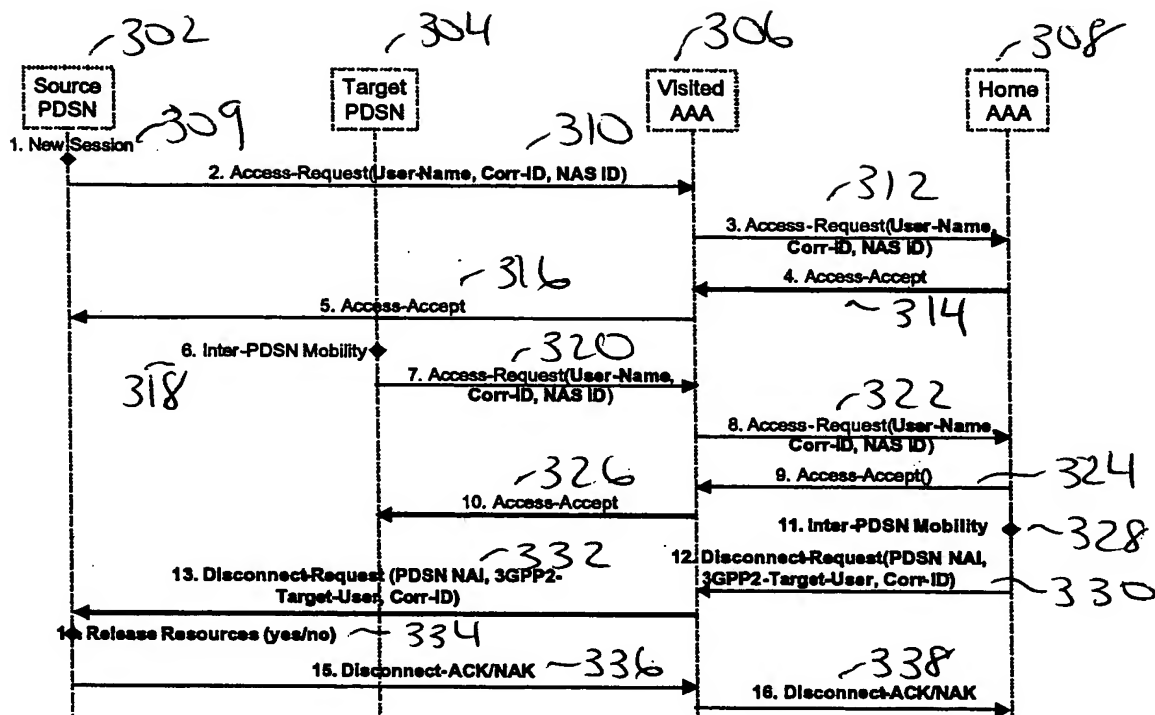 302
304
306
308
Source
PDSN
Target
PDSN
Visited
AAA
Home
AAA
309
1. New Session
310
2. Access-Request(User-Name, Corr-ID, NAS ID)
312
3. Access-Request(User-Name,
Corr-ID, NAS ID)
316
4. Access-Accept
5. Access-Accept
314
6. Inter-PDSN Mobility
320
318
7. Access-Request(User-Name,
Corr-ID, NAS ID)
322
8. Access-Request(User-Name,
Corr-ID, NAS ID)
326
9. Access-Accept()
324
10. Access-Accept
11. Inter-PDSN Mobility
328
332
12. Disconnect-Request(PDSN NAI,
3GPP2-Target-User, Corr-ID)
330
13. Disconnect-Request (PDSN NAI, 3GPP2-
Target-User, Corr-ID)
Release Resources (yes/no)
334
15. Disconnect-ACK/NAK
336
338
16. Disconnect-ACK/NAK